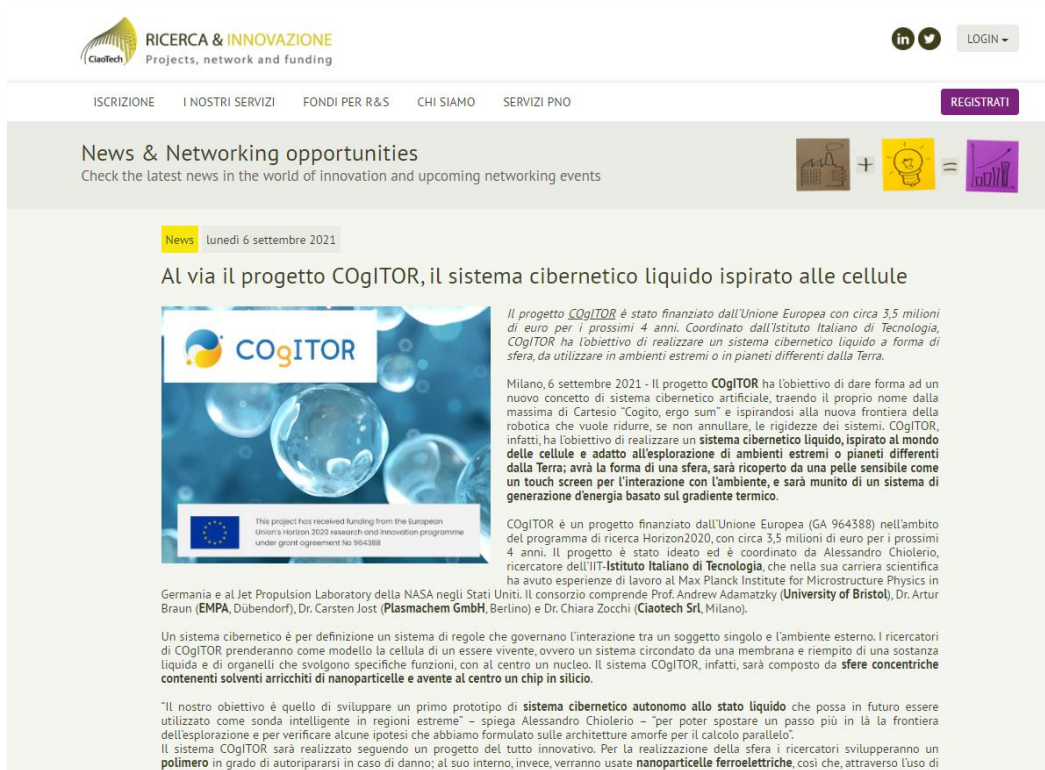 CiaoTech
RICERCA & INNOVAZIONE
Projects, network and funding
LOGIN
ISCRIZIONE I NOSTRI SERVIZI FONDI PER R&S CHI SIAMO SERVIZI PNO
REGISTRATI
News & Networking opportunities
Check the latest news in the world of innovation and upcoming networking events
News lunedì 6 settembre 2021
Al via il progetto COgITOR, il sistema cibernetico liquido ispirato alle cellule
COgITOR
This project has received funding from the European
Union's Horizon 2020 research and innovation programme
under grant agreement No 964388
Il progetto COgITOR è stato finanziato dall'Unione Europea con circa 3,5 milioni
di euro per i prossimi 4 anni. Coordinato dall'Istituto Italiano di Tecnologia,
COgITOR ha l'obiettivo di realizzare un sistema cibernetico liquido a forma di
sfera, da utilizzare in ambienti estremi o in pianeti differenti dalla Terra.
Milano, 6 settembre 2021 - Il progetto COgITOR ha l'obiettivo di dare forma ad un
nuovo concetto di sistema cibernetico artificiale, traendo il proprio nome dalla
massima di Cartesio “Cogito, ergo sum” e ispirandosi alla nuova frontiera della
robotica che vuole ridurre, se non annullare, le rigidezze dei sistemi. COgITOR,
infatti, ha l'obiettivo di realizzare un sistema cibernetico liquido, ispirato al mondo
delle cellule e adatto all'esplorazione di ambienti estremi o pianeti differenti
dalla Terra; avrà la forma di una sfera, sarà ricoperto da una pelle sensibile come
un touch screen per l'interazione con l'ambiente, e sarà munito di un sistema di
generazione d'energia basato sul gradiente termico.
COgITOR è un progetto finanziato dall'Unione Europea (GA 964388) nell'ambito
del programma di ricerca Horizon2020, con circa 3,5 milioni di euro per i prossimi
4 anni. Il progetto è stato ideato ed è coordinato da Alessandro Chiolerio,
ricercatore dell'IIT-Istituto Italiano di Tecnologia, che nella sua carriera scientifica
ha avuto esperienze di lavoro al Max Planck Institute for Microstructure Physics in
Germania e al Jet Propulsion Laboratory della NASA negli Stati Uniti. Il consorzio comprende Prof. Andrew Adamatzky (University of Bristol), Dr. Artur
Braun (EMPA, Dübendorf), Dr. Carsten Jost (Plasmachem GmbH, Berlino) e Dr. Chiara Zocchi (Ciaotech Srl, Milano).
Un sistema cibernetico è per definizione un sistema di regole che governano l'interazione tra un soggetto singolo e l'ambiente esterno. I ricercatori
di COgITOR prenderanno come modello la cellula di un essere vivente, ovvero un sistema circondato da una membrana e riempito di una sostanza
liquida e di organelli che svolgono specifiche funzioni, con al centro un nucleo. Il sistema COgITOR, infatti, sarà composto da sfere concentriche
contenenti solventi arricchiti di nanoparticelle e avente al centro un chip in silicio.
“Il nostro obiettivo è quello di sviluppare un primo prototipo di sistema cibernetico autonomo allo stato liquido che possa in futuro essere
utilizzato come sonda intelligente in regioni estreme” – spiega Alessandro Chiolerio – “per poter spostare un passo più in là la frontiera
dell'esplorazione e per verificare alcune ipotesi che abbiamo formulato sulle architetture amorfe per il calcolo parallelo”.
Il sistema COgITOR sarà realizzato seguendo un progetto del tutto innovativo. Per la realizzazione della sfera i ricercatori svilupperanno un
polimero in grado di autoripararsi in caso di danno; al suo interno, invece, verranno usate nanoparticelle ferroelettriche, così che, attraverso l'uso di